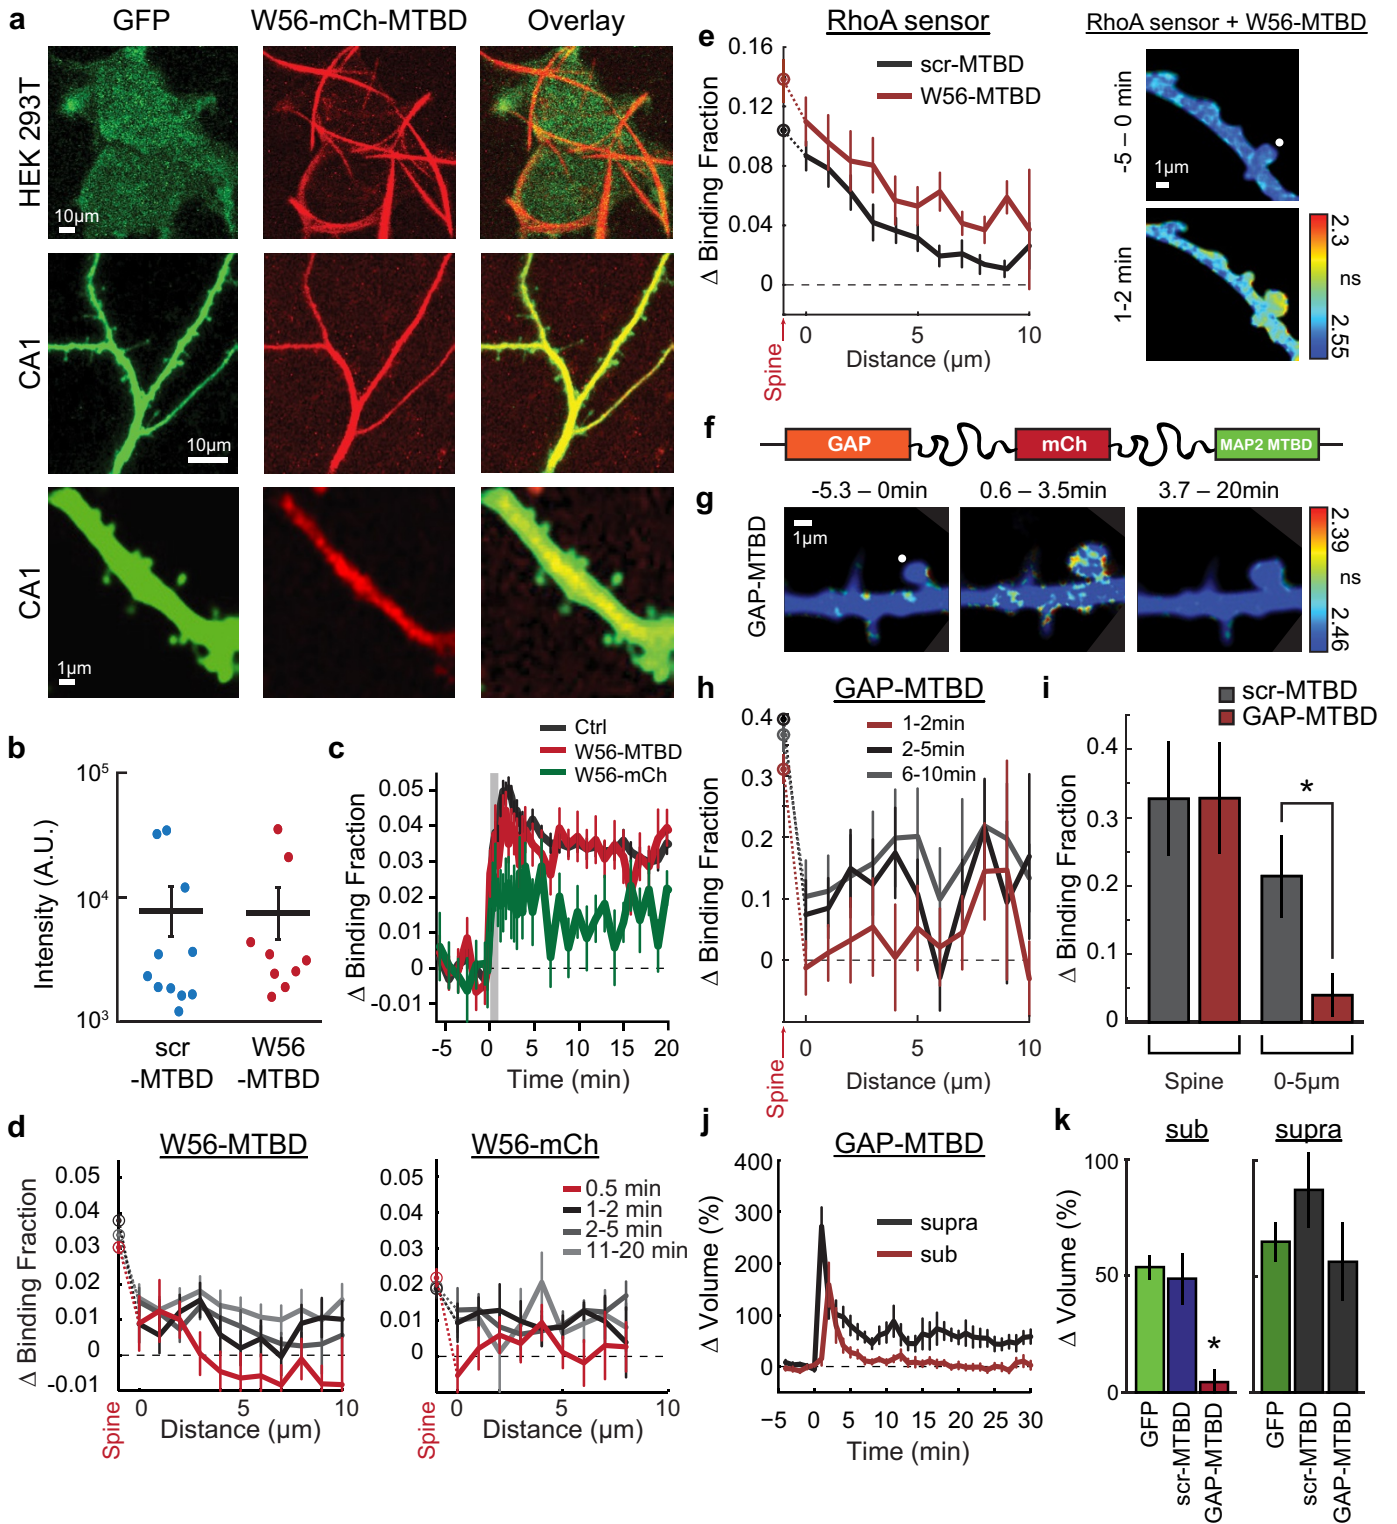 a
GFP
W56-mCh-MTBD
Overlay
HEK 293T
10µm
CA1
10µm
CA1
1µm
b
Intensity (A.U.)
10⁵
10⁴
10³
scr
-MTBD
W56
-MTBD
c
Ctrl
W56-MTBD
W56-mCh
Δ Binding Fraction
0.05
0.04
0.03
0.02
0.01
0
-0.01
-5 0 5 10 15 20
Time (min)
d
W56-MTBD
Δ Binding Fraction
0.05
0.04
0.03
0.02
0.01
0
-0.01
Spine
0 5 10
Distance (µm)
W56-mCh
0.5 min
1-2 min
2-5 min
11-20 min
0.05
0.04
0.03
0.02
0.01
0
-0.01
Spine
0 5 10
Distance (µm)
e
RhoA sensor
scr-MTBD
W56-MTBD
Δ Binding Fraction
0.16
0.12
0.08
0.04
0
Spine
0 5 10
Distance (µm)
RhoA sensor + W56-MTBD
-5 – 0 min
1µm
1-2 min
2.3
ns
2.55
f
GAP
mCh
MAP2 MTBD
g
-5.3 – 0min
0.6 – 3.5min
3.7 – 20min
GAP-MTBD
1µm
2.39
ns
2.46
h
GAP-MTBD
1-2min
2-5min
6-10min
Δ Binding Fraction
0.4
0.3
0.2
0.1
0
Spine
0 5 10
Distance (µm)
i
scr-MTBD
GAP-MTBD
Δ Binding Fraction
0.4
0.3
0.2
0.1
0
*
Spine
0-5µm
j
GAP-MTBD
supra
sub
Δ Volume (%)
400
300
200
100
0
−5 0 5 10 15 20 25 30
Time (min)
k
sub
supra
Δ Volume (%)
100
50
0
*
GFP
scr-MTBD
GAP-MTBD
GFP
scr-MTBD
GAP-MTBD